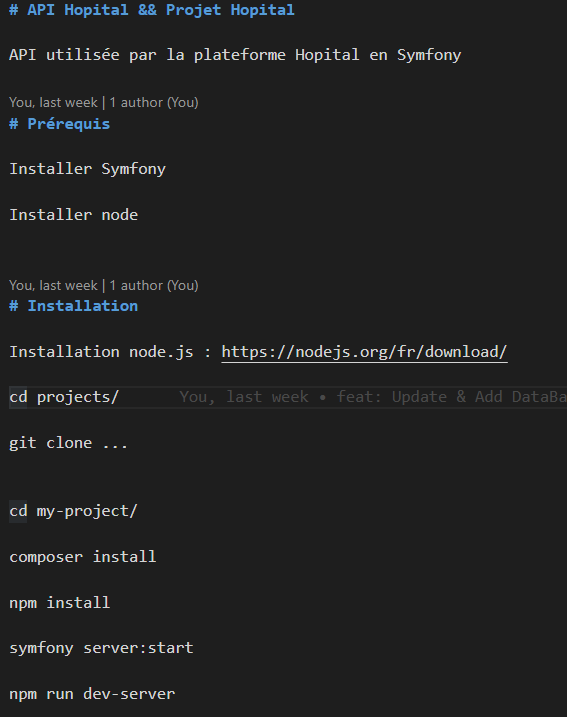 # API Hopital && Projet Hopital
API utilisée par la plateforme Hopital en Symfony
You, last week | 1 author (You)
# Prérequis
Installer Symfony
Installer node
You, last week | 1 author (You)
# Installation
Installation node.js : https://nodejs.org/fr/download/
cd projects/ You, last week • feat: Update & Add DataBa
git clone ...
cd my-project/
composer install
npm install
symfony server:start
npm run dev-server